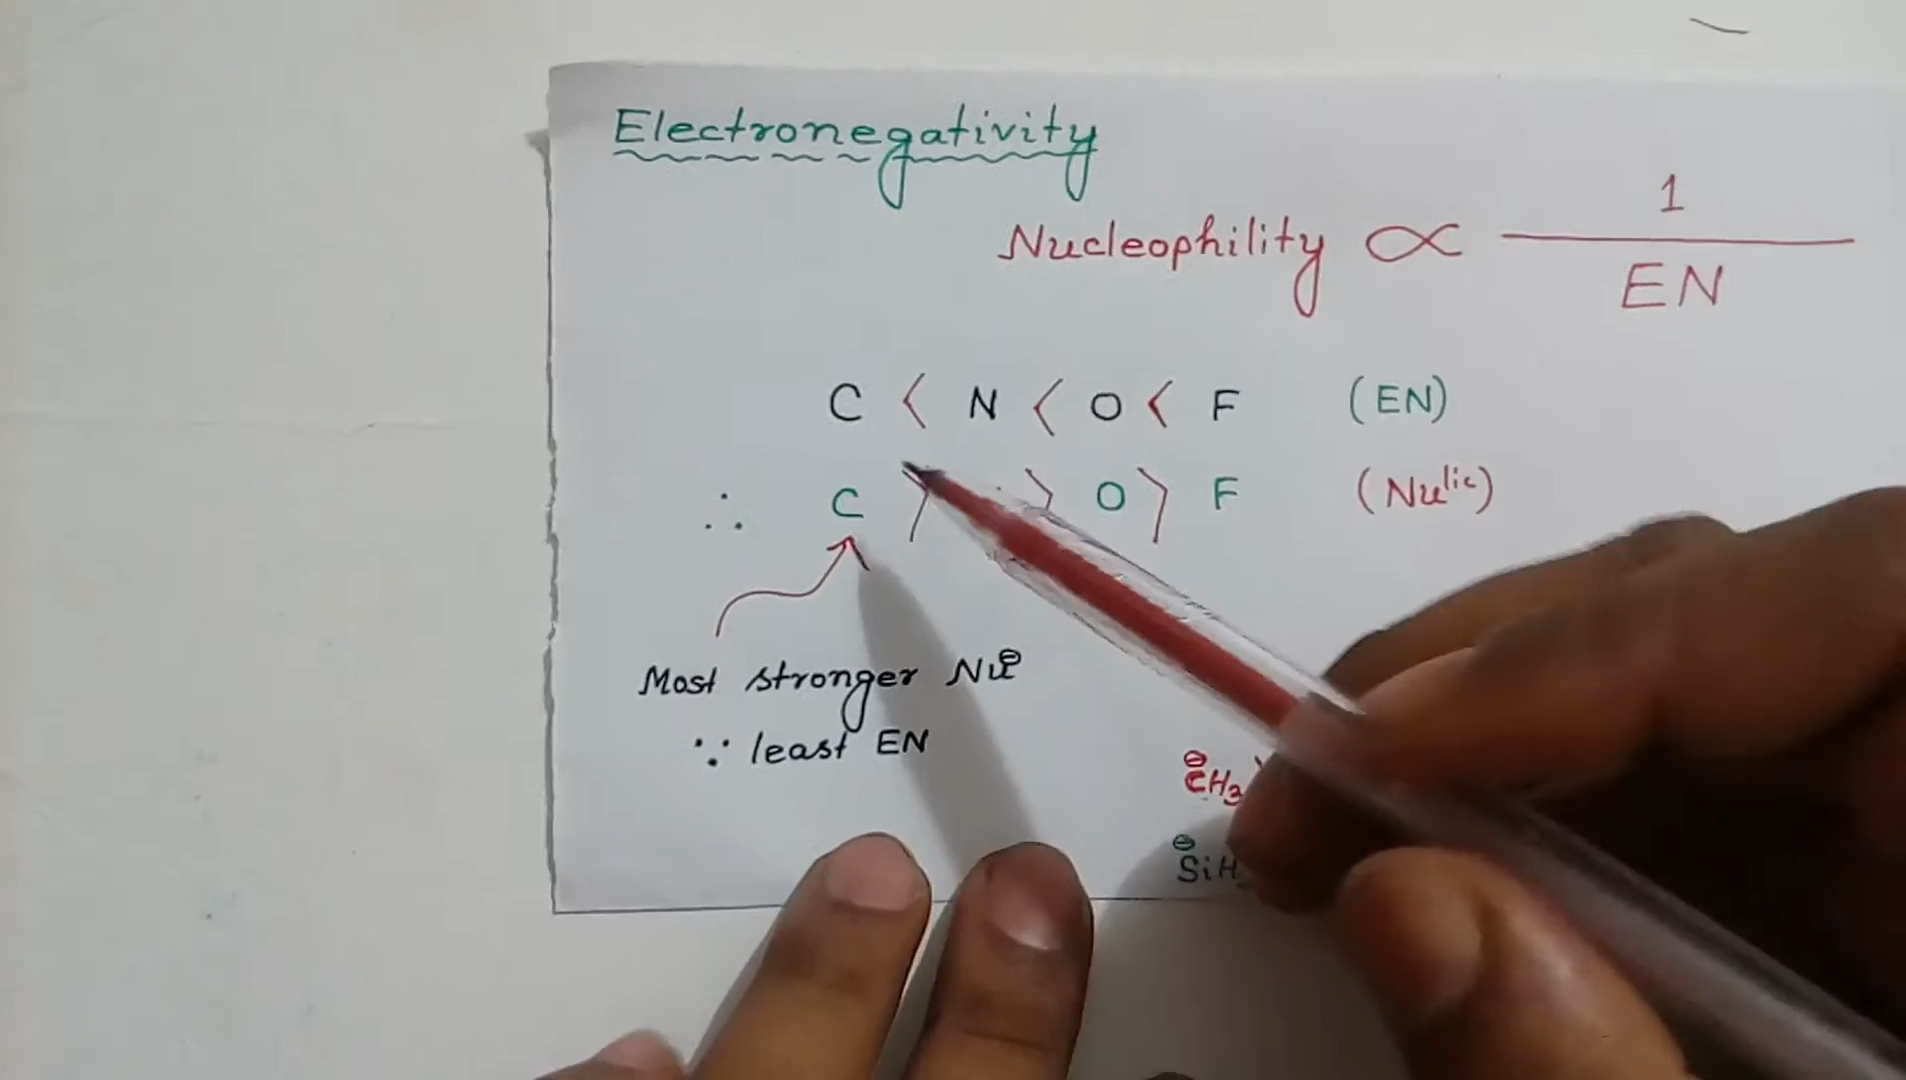 Electronegativity
Nucleophility ∝ 1 / EN
C < N < O < F (EN)
∴ C > > O > F (Nu^lic)
Most stronger Nu^⊖
∵ least EN
⊖CH3
⊖SiH